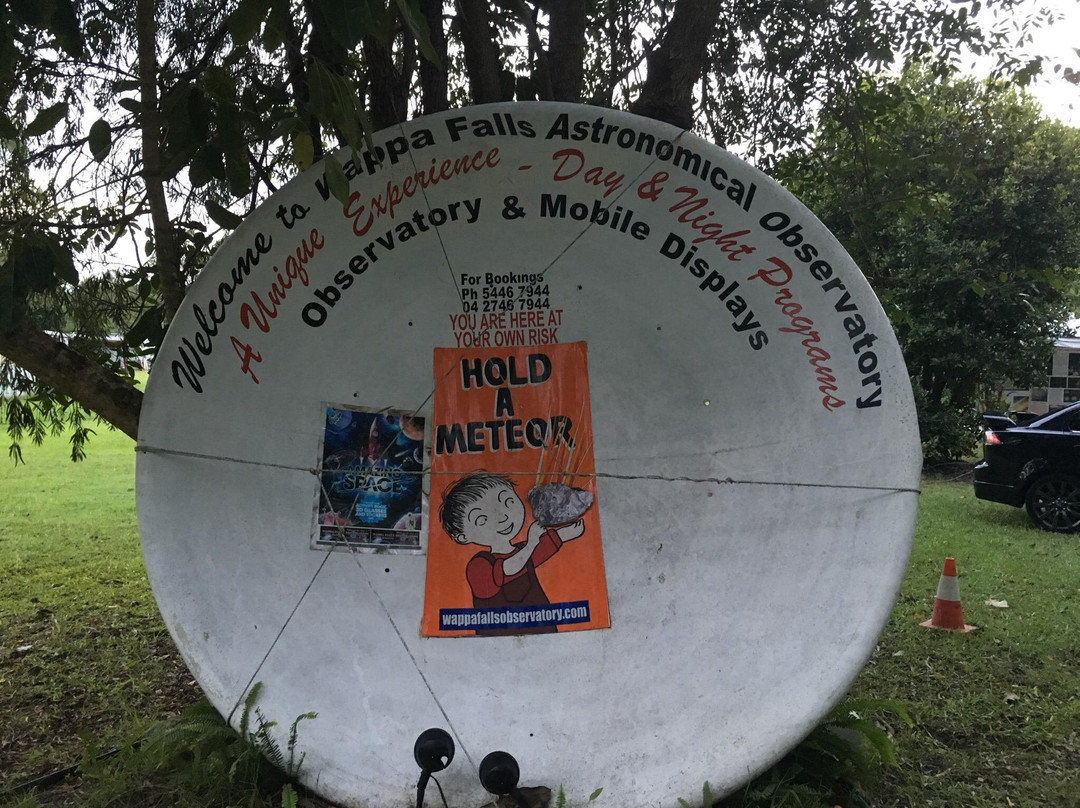 Welcome to Wappa Falls Astronomical Observatory
A Unique Experience - Day & Night Programs
Observatory & Mobile Displays
For Bookings
Ph 5446 7944
04 2746 7944
YOU ARE HERE AT
YOUR OWN RISK
HOLD
A
METEOR
AMAZING
SPACE
wappafallsobservatory.com